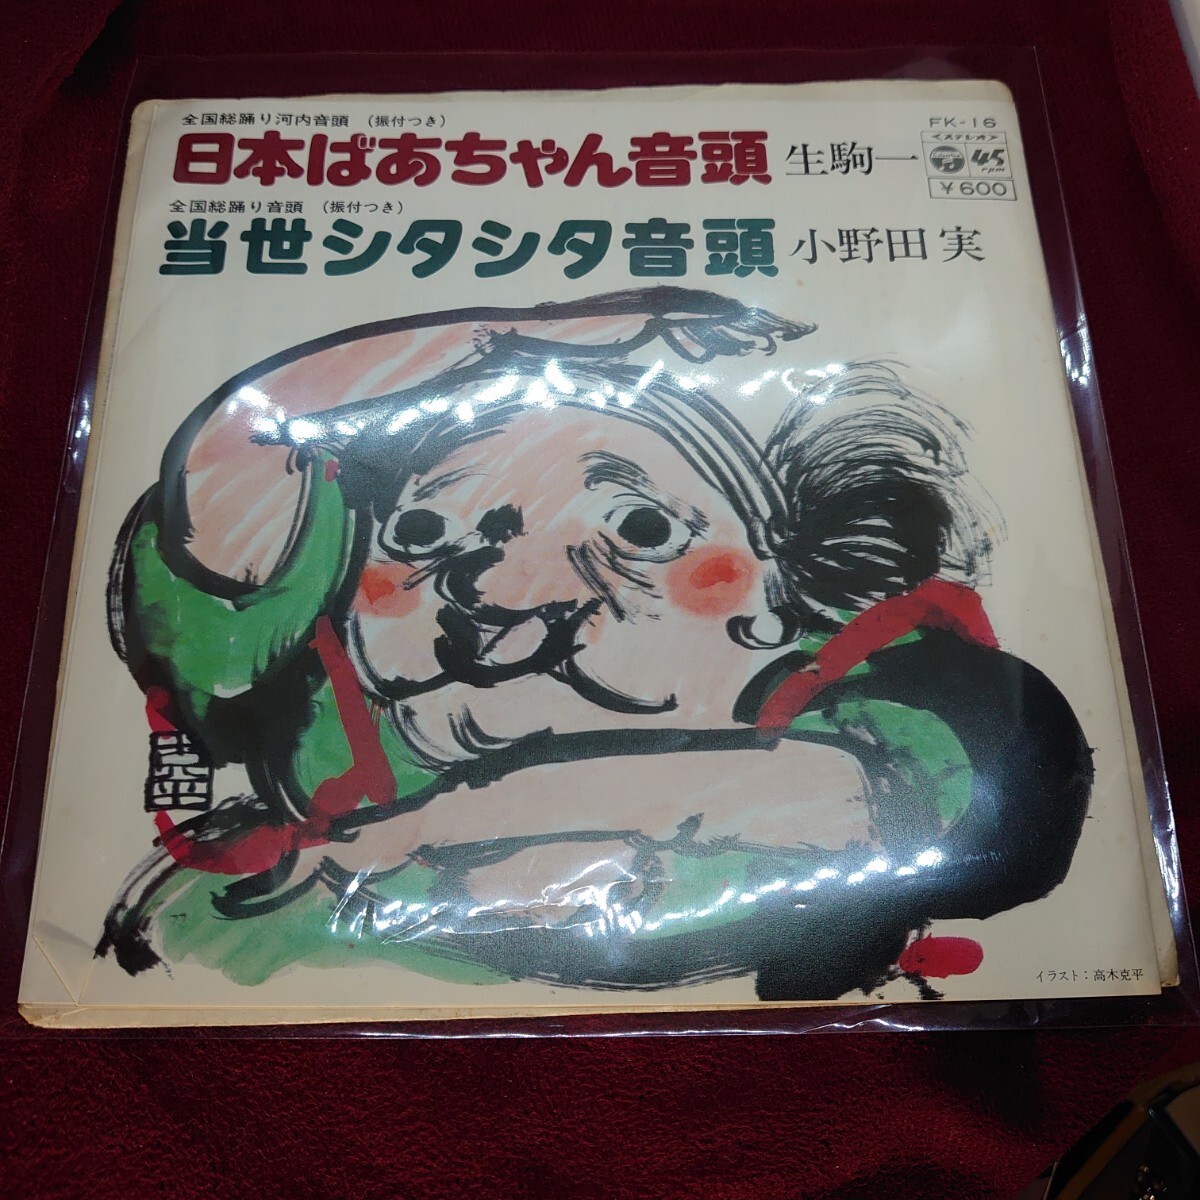 全国総踊り河内音頭 (振付つき)
日本ばあちゃん音頭 生駒一
全国総踊り音頭 (振付つき)
当世シタシタ音頭 小野田 実
FK-16
<ステレオ>
45 rpm
¥600
イラスト:高木克平